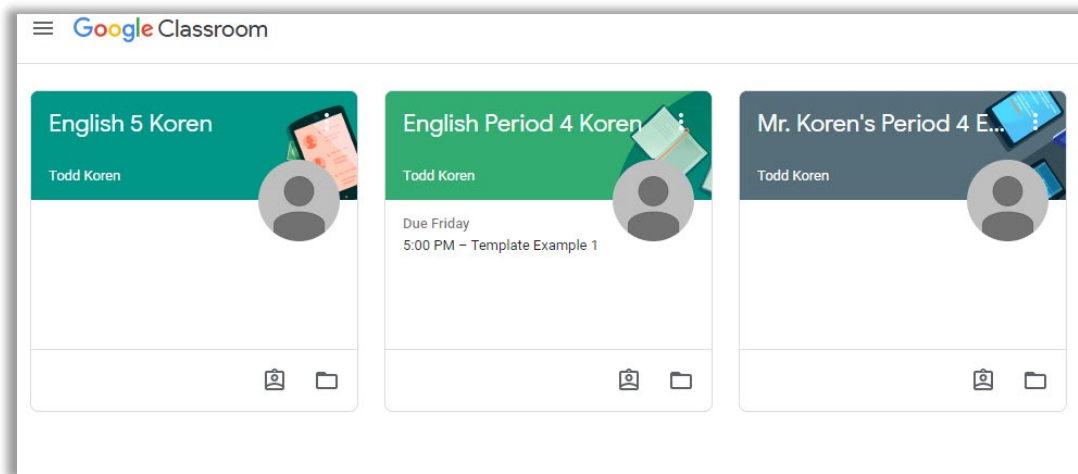 Google Classroom
English 5 Koren
Todd Koren
English Period 4 Koren
Todd Koren
Due Friday
5:00 PM – Template Example 1
Mr. Koren's Period 4 E...
Todd Koren